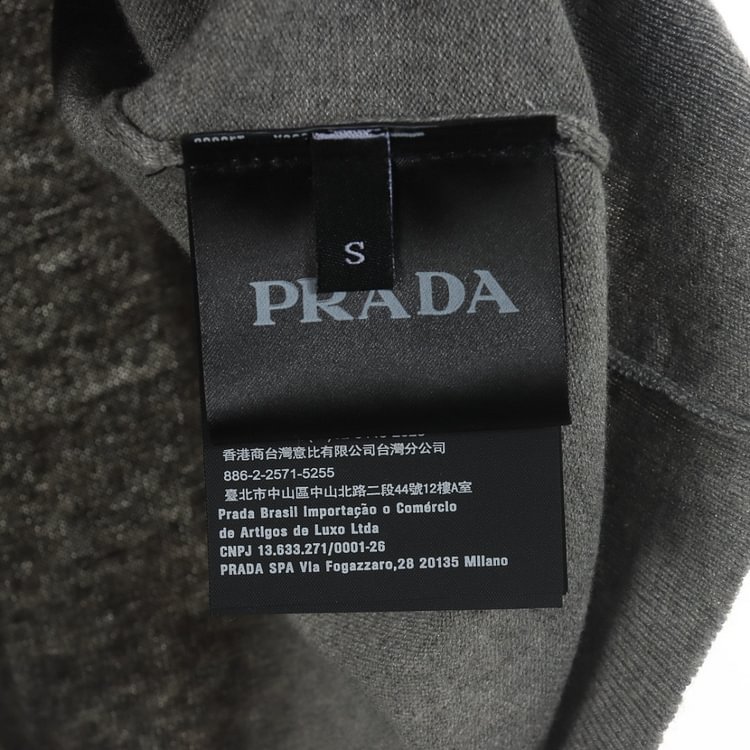 S
PRADA
香港商台灣意比有限公司台灣分公司
886-2-2571-5255
臺北市中山區中山北路二段44號12樓A室
Prada Brasil Importação o Comércio
de Artigos de Luxo Ltda
CNPJ 13.633.271/0001-26
PRADA SPA Via Fogazzaro,28 20135 Milano